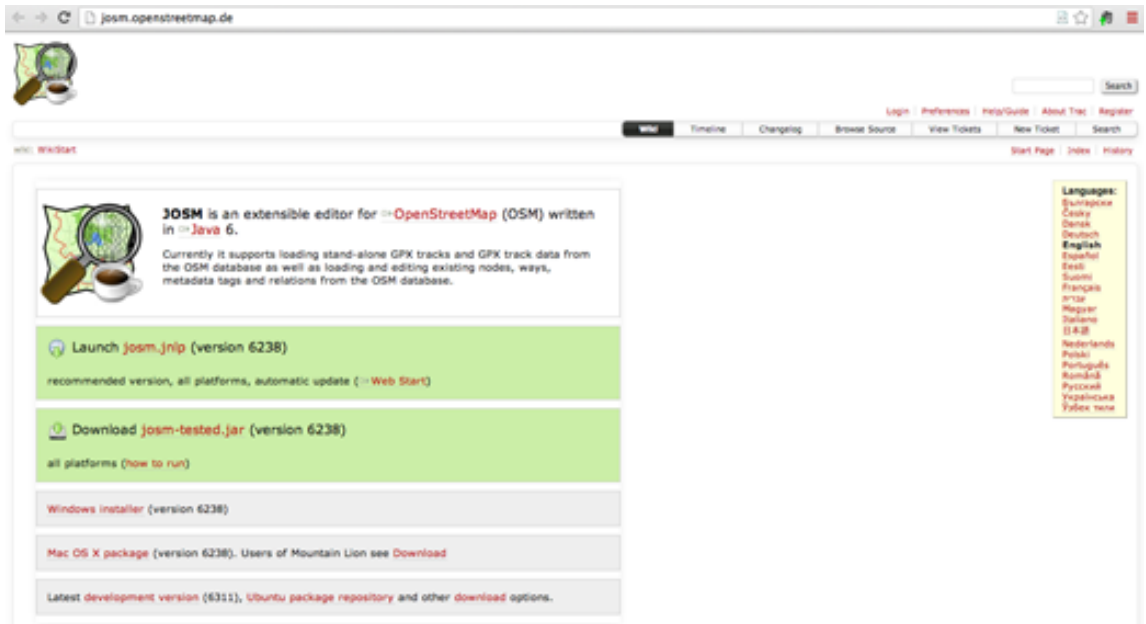 josm.openstreetmap.de
Search
Login | Preferences | Help/Guide | About Trac | Register
Wiki Timeline Changelog Browse Source View Tickets New Ticket Search
wiki: WikiStart
Start Page | Index | History
JOSM is an extensible editor for OpenStreetMap (OSM) written
in Java 6.
Currently it supports loading stand-alone GPX tracks and GPX track data from
the OSM database as well as loading and editing existing nodes, ways,
metadata tags and relations from the OSM database.
Launch josm.jnlp (version 6238)
recommended version, all platforms, automatic update (Web Start)
Download josm-tested.jar (version 6238)
all platforms (how to run)
Windows installer (version 6238)
Mac OS X package (version 6238). Users of Mountain Lion see Download
Latest development version (6311), Ubuntu package repository and other download options.
Languages:
Български
Česky
Dansk
Deutsch
English
Español
Eesti
Suomi
Français
עברית
Magyar
Italiano
日本語
Nederlands
Polski
Português
Română
Русский
Українська
Ўзбек тили